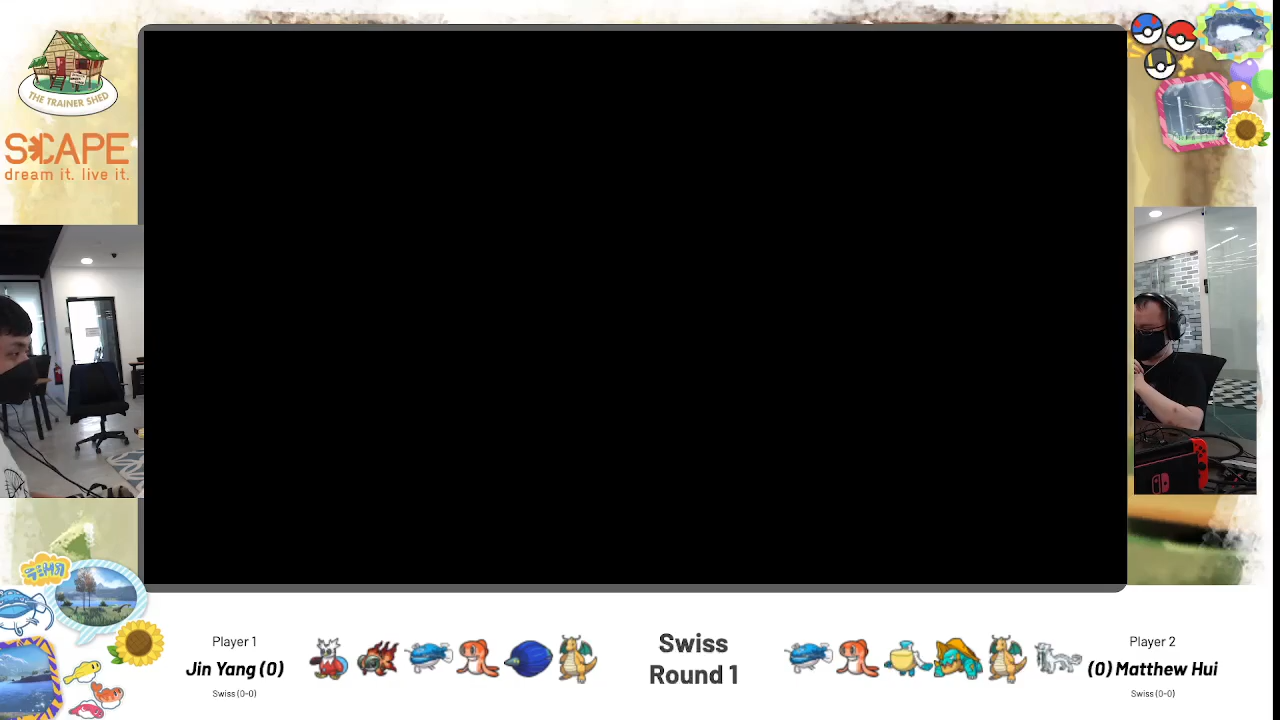 THE TRAINER SHED
SCAPE
dream it. live it.
Player 1
Jin Yang (0)
Swiss (0-0)
Swiss
Round 1
Player 2
(0) Matthew Hui
Swiss (0-0)